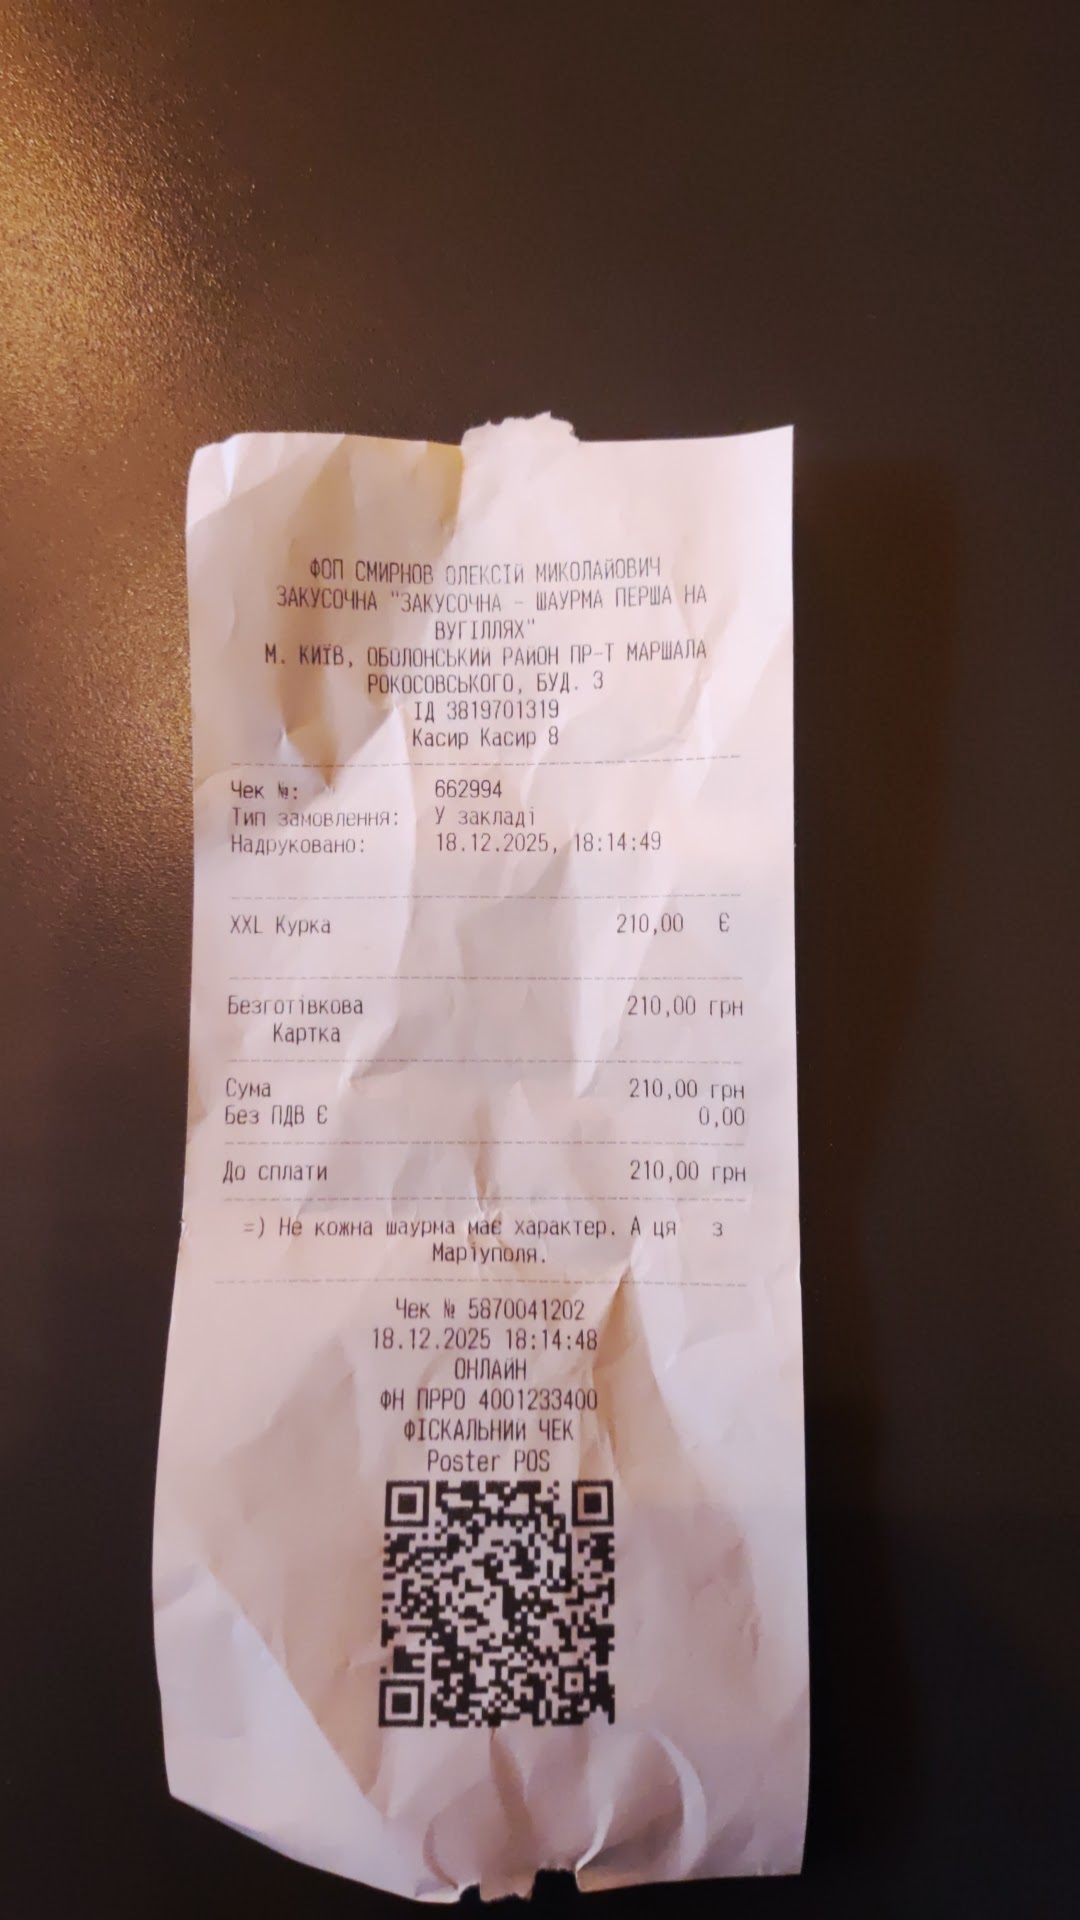 ФОП СМИРНОВ ОЛЕКСІЙ МИКОЛАЙОВИЧ
ЗАКУСОЧНА "ЗАКУСОЧНА - ШАУРМА ПЕРША НА
ВУГІЛЛЯХ"
М. КИЇВ, ОБОЛОНСЬКИЙ РАЙОН ПР-Т МАРШАЛА
РОКОСОВСЬКОГО, БУД. 3
ІД 3819701319
Касир Касир 8
Чек №: 662994
Тип замовлення: У закладі
Надруковано: 18.12.2025, 18:14:49
XXL Курка 210,00 Є
Безготівкова 210,00 грн
Картка
Сума 210,00 грн
Без ПДВ Є 0,00
До сплати 210,00 грн
=) Не кожна шаурма має характер. А ця з
Маріуполя.
Чек № 5870041202
18.12.2025 18:14:48
ОНЛАЙН
ФН ПРРО 4001233400
ФІСКАЛЬНИЙ ЧЕК
Poster POS